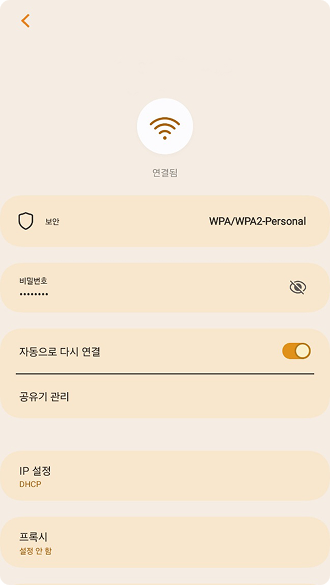 연결됨
보안 WPA/WPA2-Personal
비밀번호
••••••••
자동으로 다시 연결
공유기 관리
IP 설정
DHCP
프록시
설정 안 함